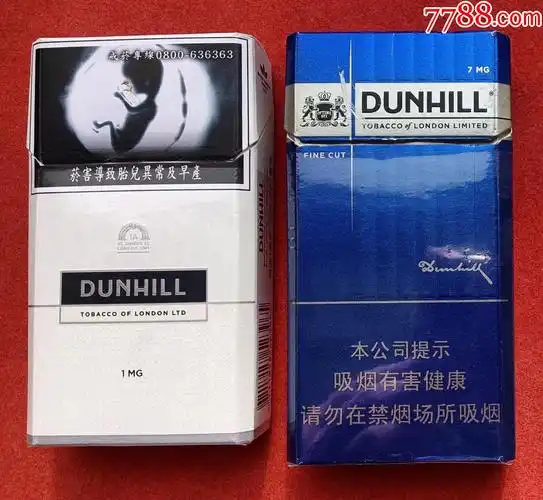 7788.com
戒菸專線0800-636363
菸害導致胎兒異常及早產
1A
DUNHILL
TOBACCO OF LONDON LTD
1 MG
DUNHILL
7 MG
DUNHILL
TOBACCO of LONDON LIMITED
FINE CUT
Dunhill
本公司提示
吸烟有害健康
请勿在禁烟场所吸烟